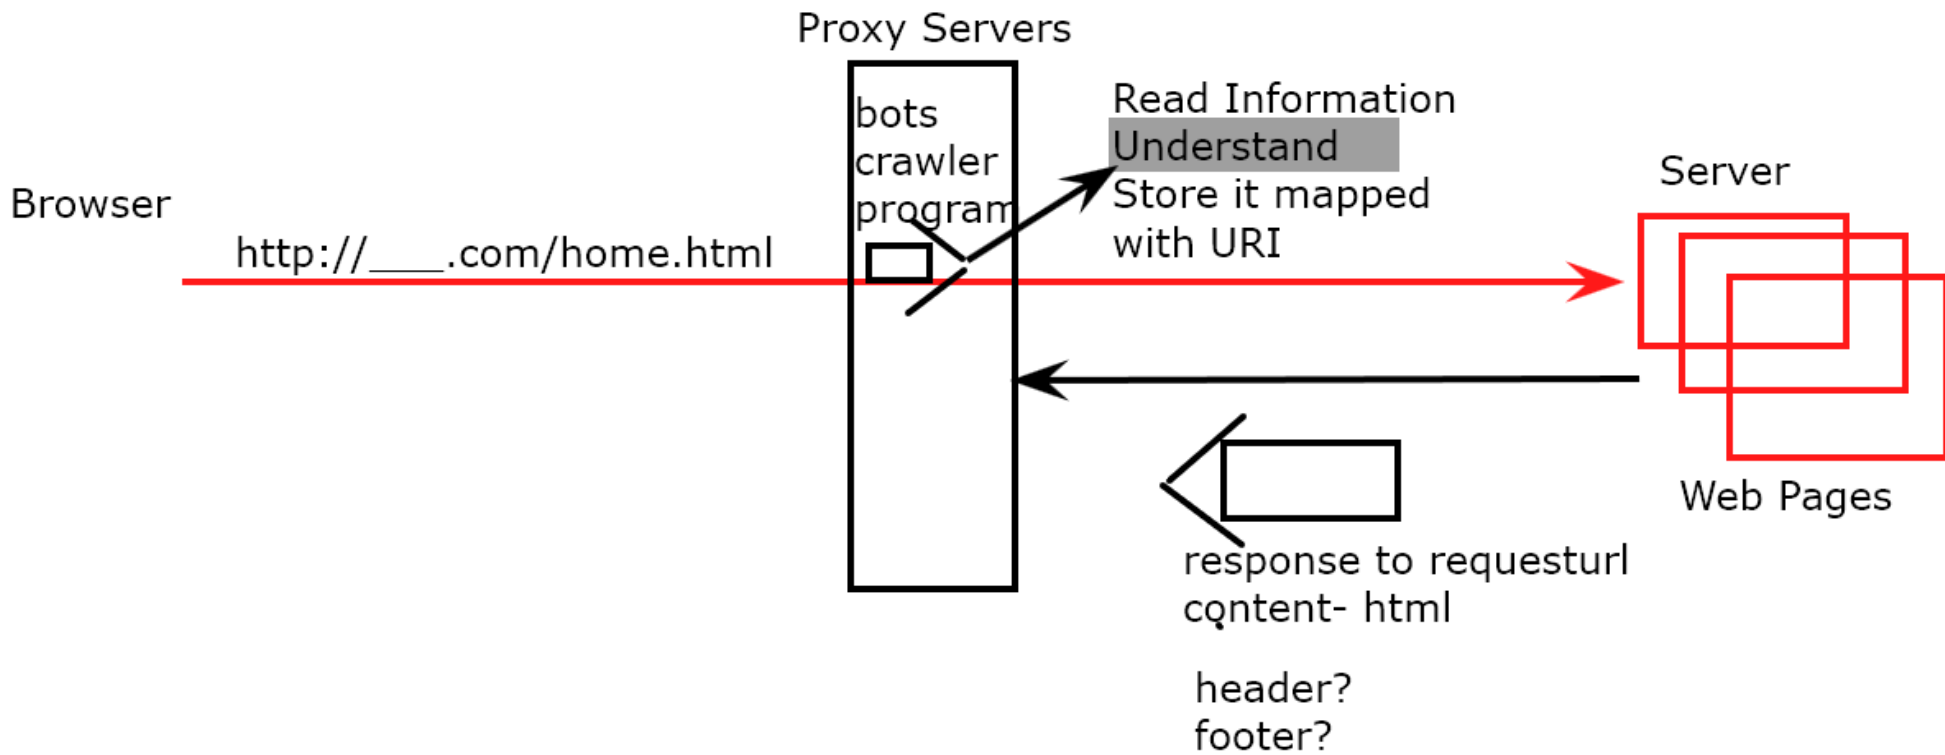 Proxy Servers
bots
crawler
program
Read Information
Understand
Store it mapped
with URI
Server
Browser
http://___.com/home.html
Web Pages
response to requesturl
content- html
header?
footer?